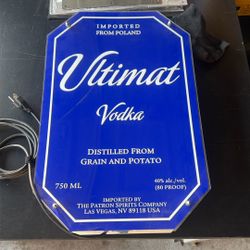 IMPORTED
FROM POLAND
Ultimat
Vodka
DISTILLED FROM
GRAIN AND POTATO
750 ML
40% alc./vol.
(80 PROOF)
IMPORTED BY
THE PATRON SPIRITS COMPANY
LAS VEGAS, NV 89118 USA